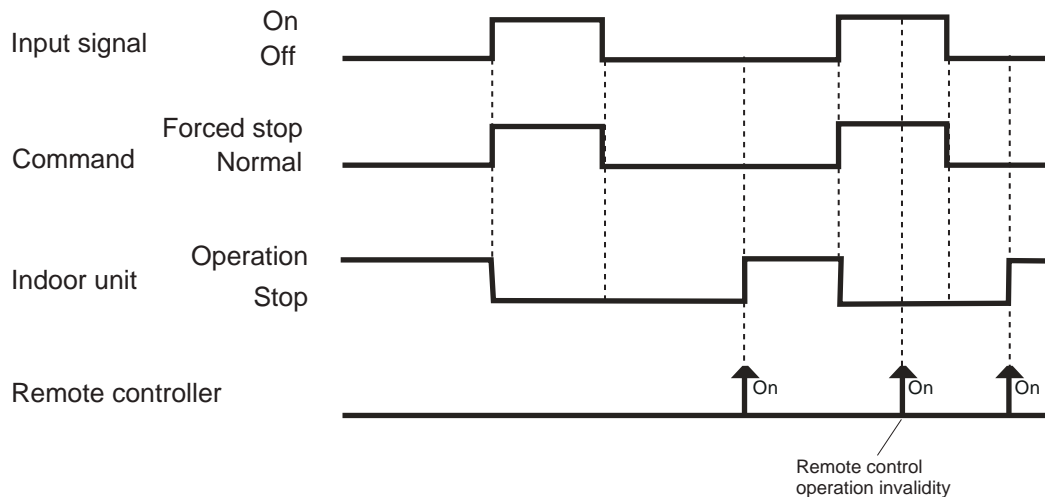 On
Input signal
Off
Forced stop
Command
Normal
Operation
Indoor unit
Stop
Remote controller
On
On
On
Remote control
operation invalidity